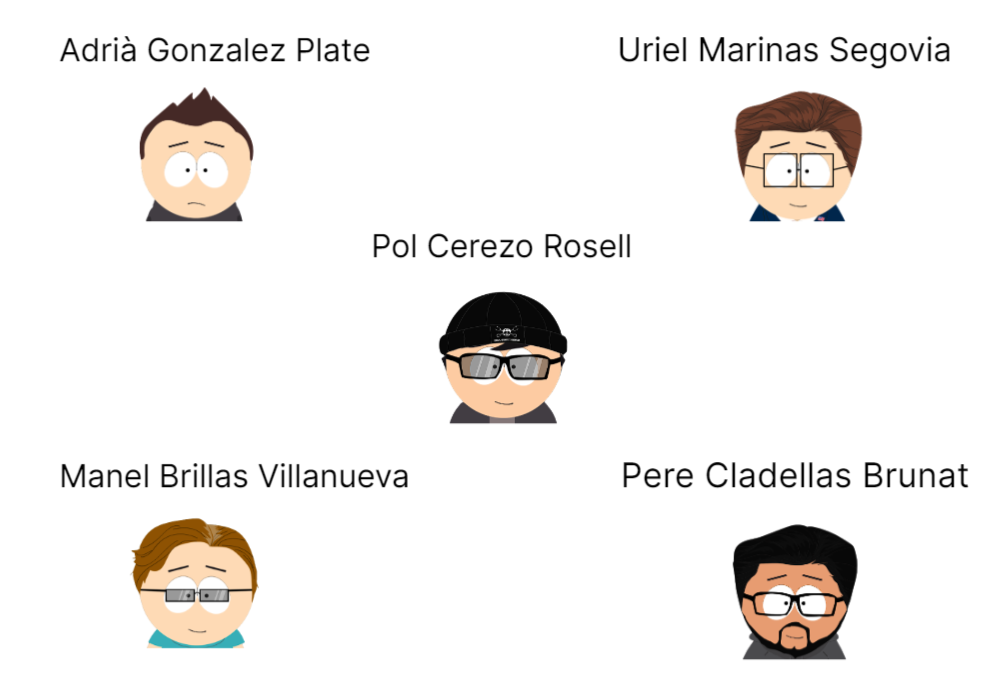 Adrià Gonzalez Plate
Uriel Marinas Segovia
Pol Cerezo Rosell
Manel Brillas Villanueva
Pere Cladellas Brunat